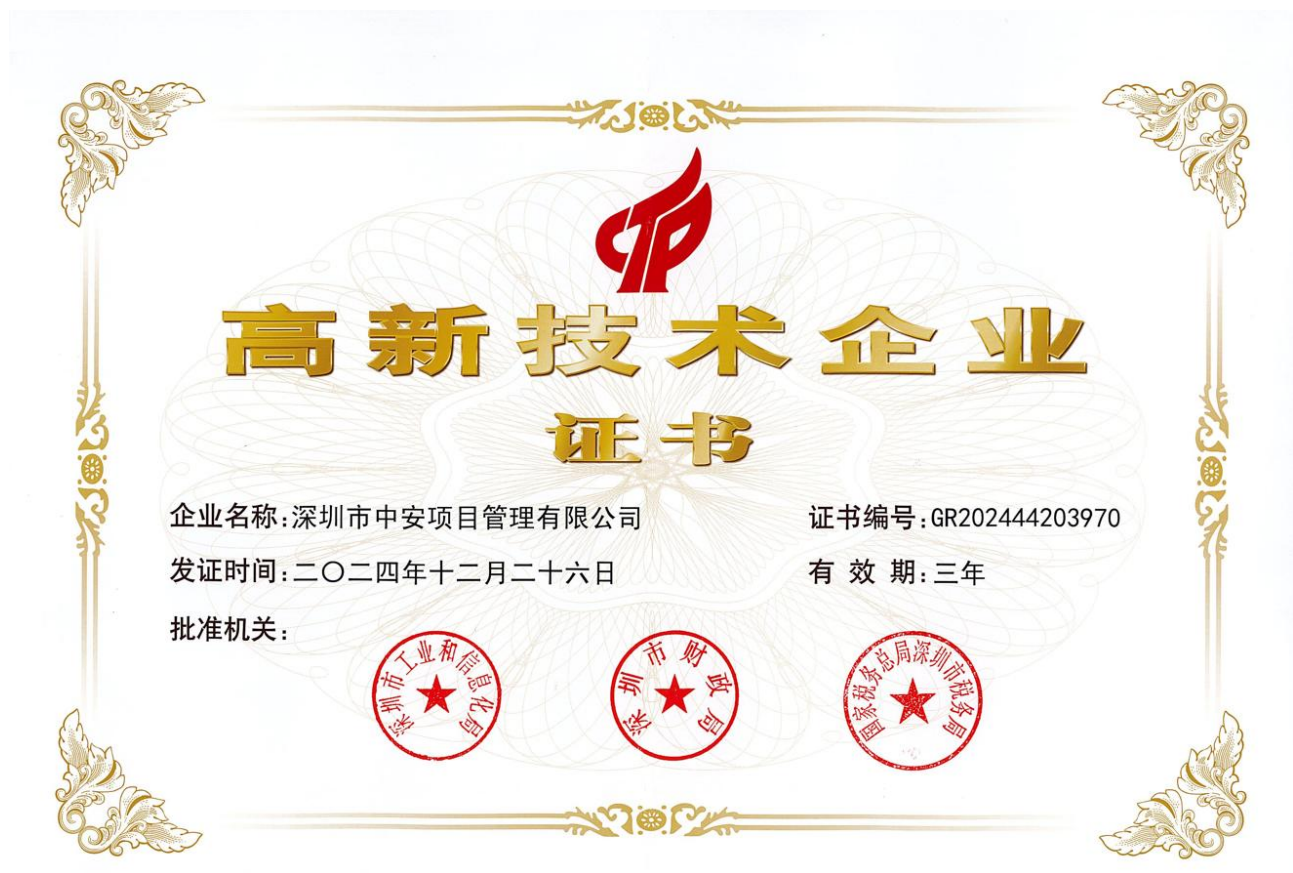 高新技术企业
证书
企业名称:深圳市中安项目管理有限公司 证书编号:GR202444203970
发证时间:二〇二四年十二月二十六日 有 效 期:三年
批准机关:
深圳市工业和信息化局
深圳市财政局
国家税务总局深圳市税务局